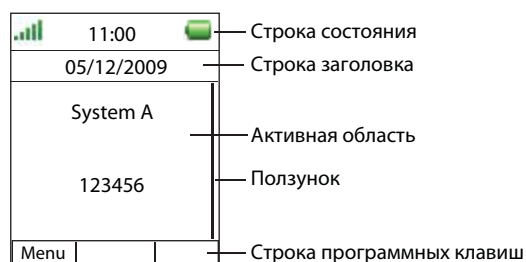 11:00
Строка состояния
05/12/2009
Строка заголовка
System A
Активная область
123456
Ползунок
Menu
Строка программных клавиш